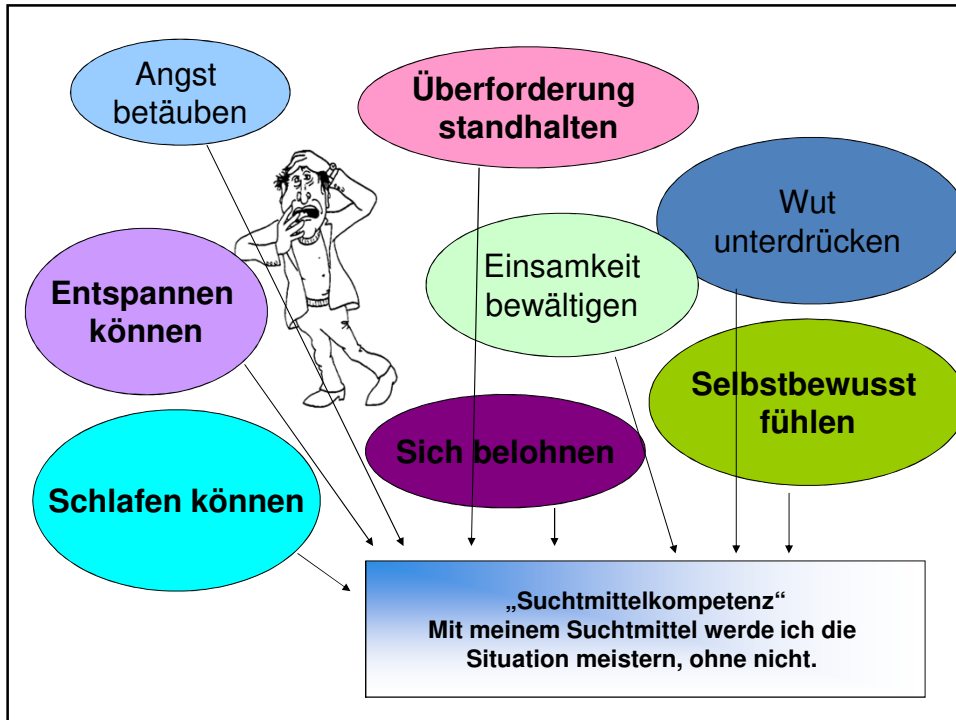 Angst
betäuben
Überforderung
standhalten
Wut
unterdrücken
Einsamkeit
bewältigen
Entspannen
können
Selbstbewusst
fühlen
Sich belohnen
Schlafen können
„Suchtmittelkompetenz“
Mit meinem Suchtmittel werde ich die
Situation meistern, ohne nicht.